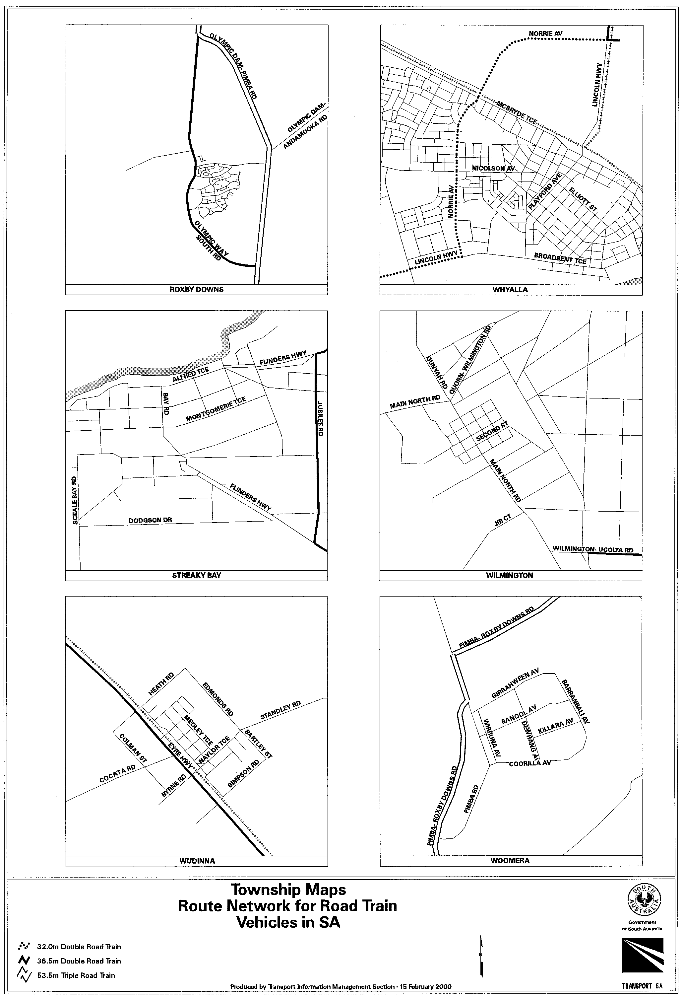 OLYMPIC DAM- PIMBA RD
OLYMPIC DAM-
ANDAMOOKA RD
OLYMPIC WAY
SOUTH RD
ROXBY DOWNS
NORRIE AV
LINCOLN HWY
MCBRYDE TCE
NICOLSON AV
NORRIE AV
PLAYFORD AVE
ELLIOTT ST
LINCOLN HWY
BROADBENT TCE
WHYALLA
FLINDERS HWY
ALFRED TCE
BAY RD
MONTGOMERIE TCE
JUBILEE RD
SCEALE BAY RD
FLINDERS HWY
DODGSON DR
STREAKY BAY
GUNYAH RD
QUORN- WILMINGTON RD
MAIN NORTH RD
SECOND ST
MAIN NORTH RD
JIB CT
WILMINGTON- UCOLTA RD
WILMINGTON
HEATH RD
EDMONDS RD
STANDLEY RD
MEDLEY TCE
COLMAN ST
EYRE HWY
NAYLOR TCE
BARTLEY ST
COCATA RD
BYRNE RD
SIMPSON RD
WUDINNA
PIMBA- ROXBY DOWNS RD
GIRRAHWEEN AV
BARRANBALI AV
BANOOL AV
WIRRUNA AV
DEWRANG AV
KILLARA AV
COORILLA AV
PIMBA RD
PIMBA- ROXBY DOWNS RD
WOOMERA
Township Maps
Route Network for Road Train
Vehicles in SA
32.0m Double Road Train
36.5m Double Road Train
53.5m Triple Road Train
N
SOUTH AUSTRALIA
Government
of South Australia
TRANSPORT SA
Produced by Transport Information Management Section - 15 February 2000